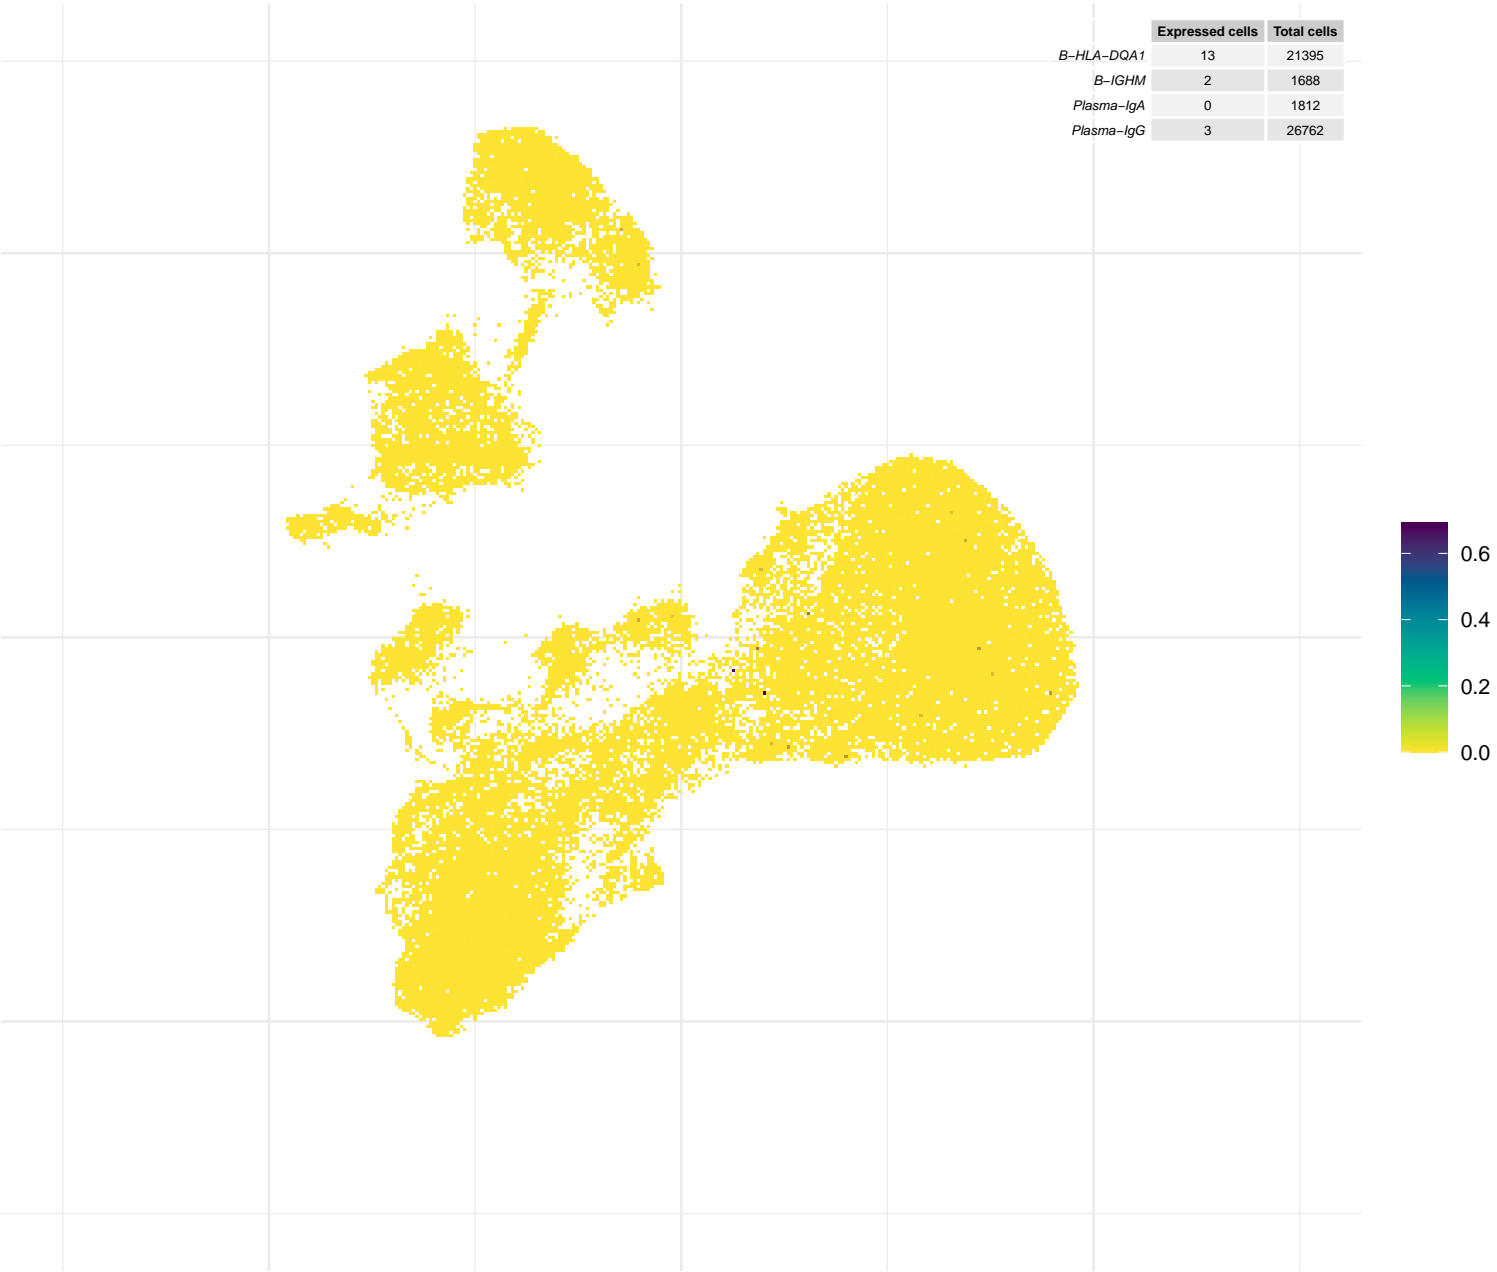 Expressed cells Total cells
B−HLA−DQA1 13 21395
B−IGHM 2 1688
Plasma−IgA 0 1812
Plasma−IgG 3 26762
0.6
0.4
0.2
0.0